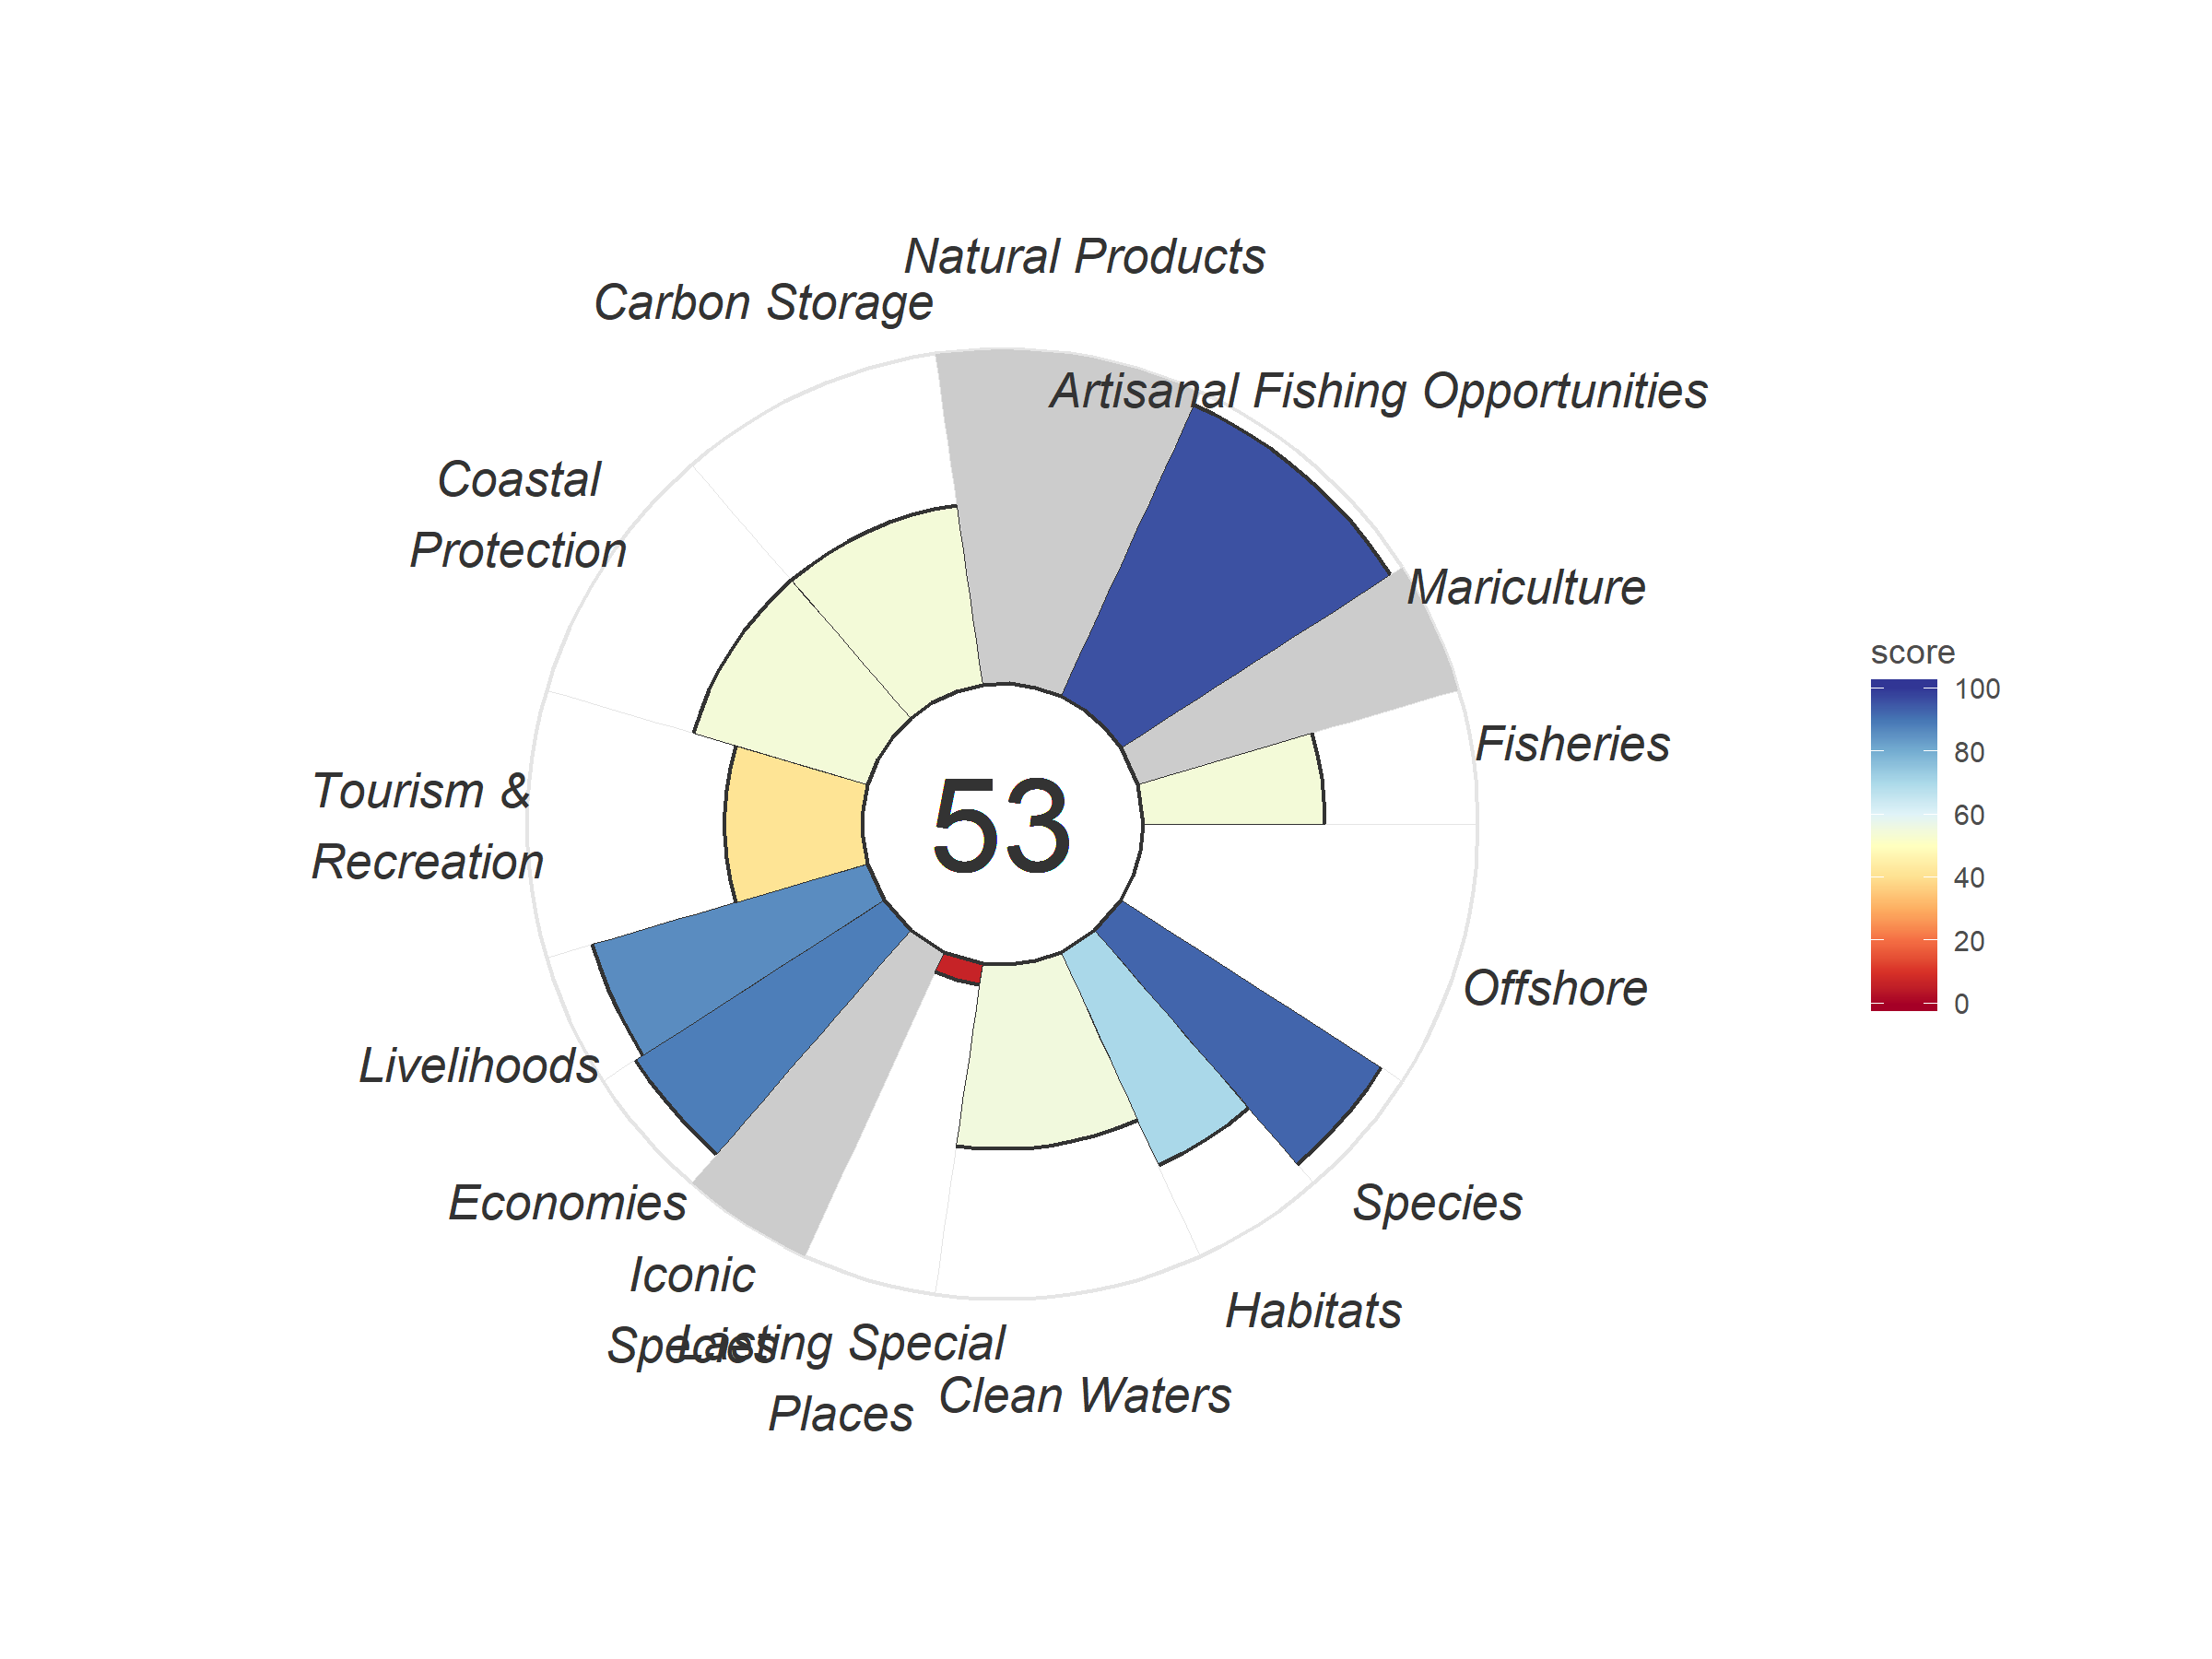 Natural Products
Carbon Storage
Artisanal Fishing Opportunities
Coastal
Protection
Mariculture
Fisheries
score
100
80
60
40
20
0
53
Tourism &
Recreation
Offshore
Livelihoods
Economies
Species
Iconic
Species
Habitats
Lasting Special
Places
Clean Waters